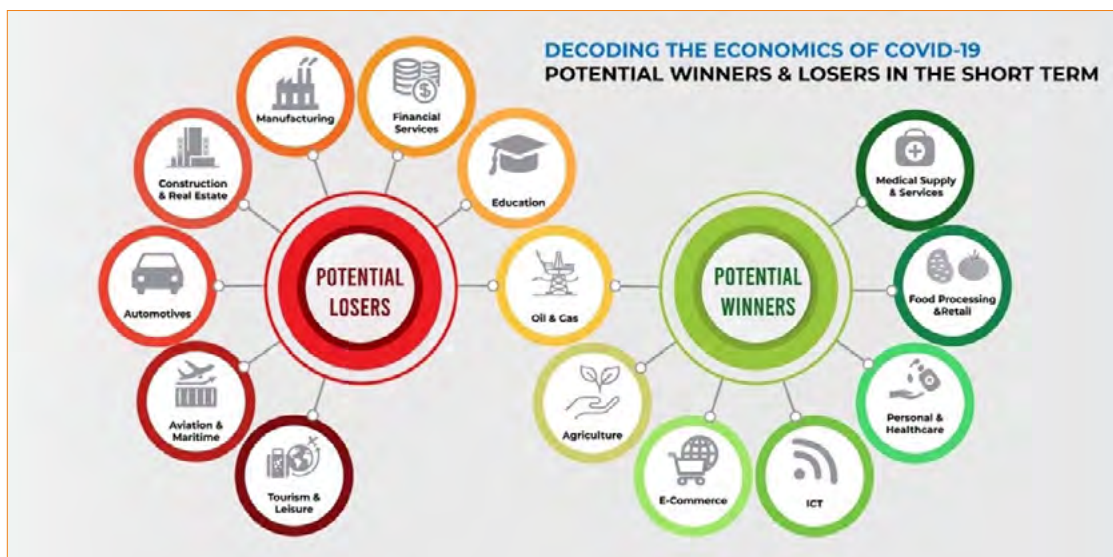 DECODING THE ECONOMICS OF COVID-19
POTENTIAL WINNERS & LOSERS IN THE SHORT TERM
Manufacturing
Financial
Services
Construction
& Real Estate
Education
Automotives
POTENTIAL
LOSERS
Oil & Gas
Aviation &
Maritime
Tourism &
Leisure
POTENTIAL
WINNERS
Medical Supply
& Services
Food Processing
&Retail
Personal &
Healthcare
Agriculture
E-Commerce
ICT
$